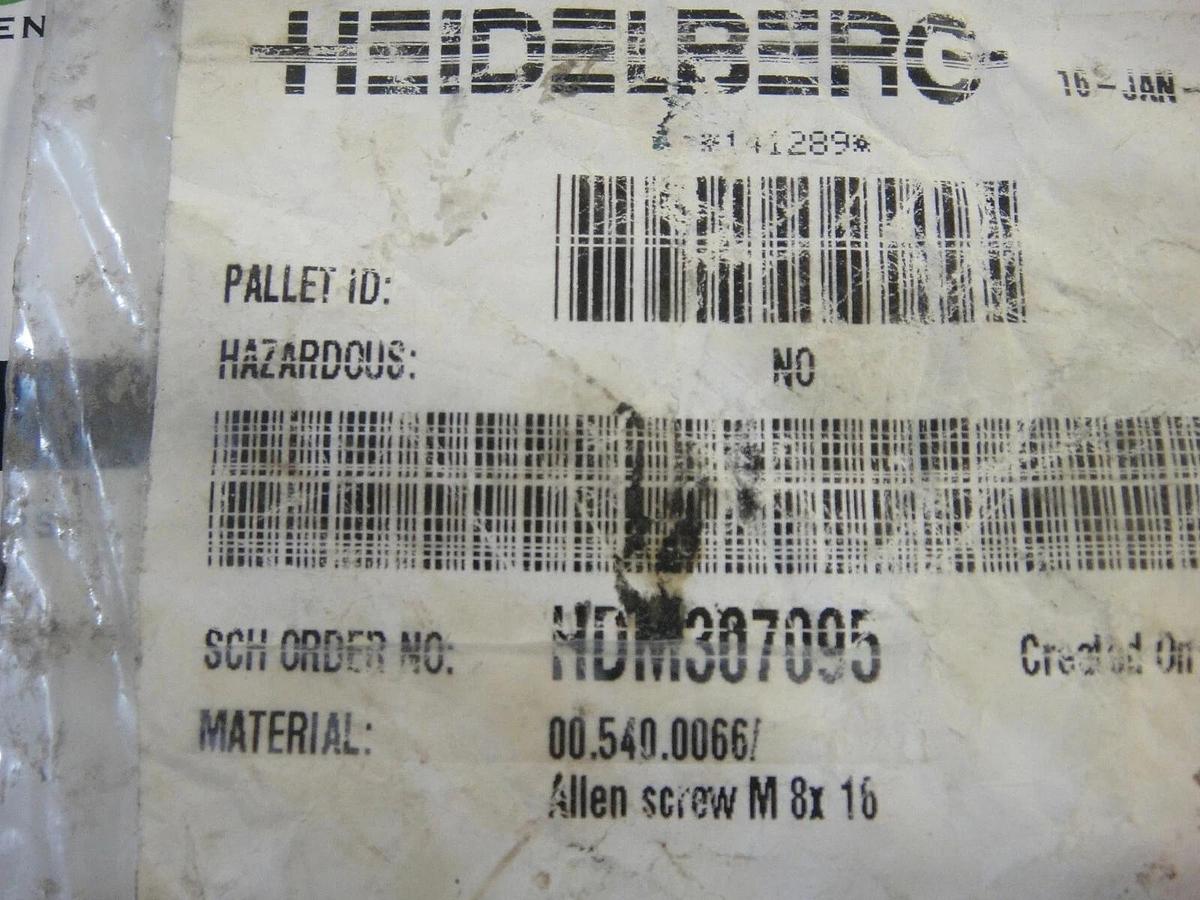 EN
HEIDELBERG
16-JAN-
*141289*
PALLET ID:
HAZARDOUS: NO
SCH ORDER NO: HDM307095 Created On
MATERIAL: 00.540.0066/
Allen screw M 8x 16